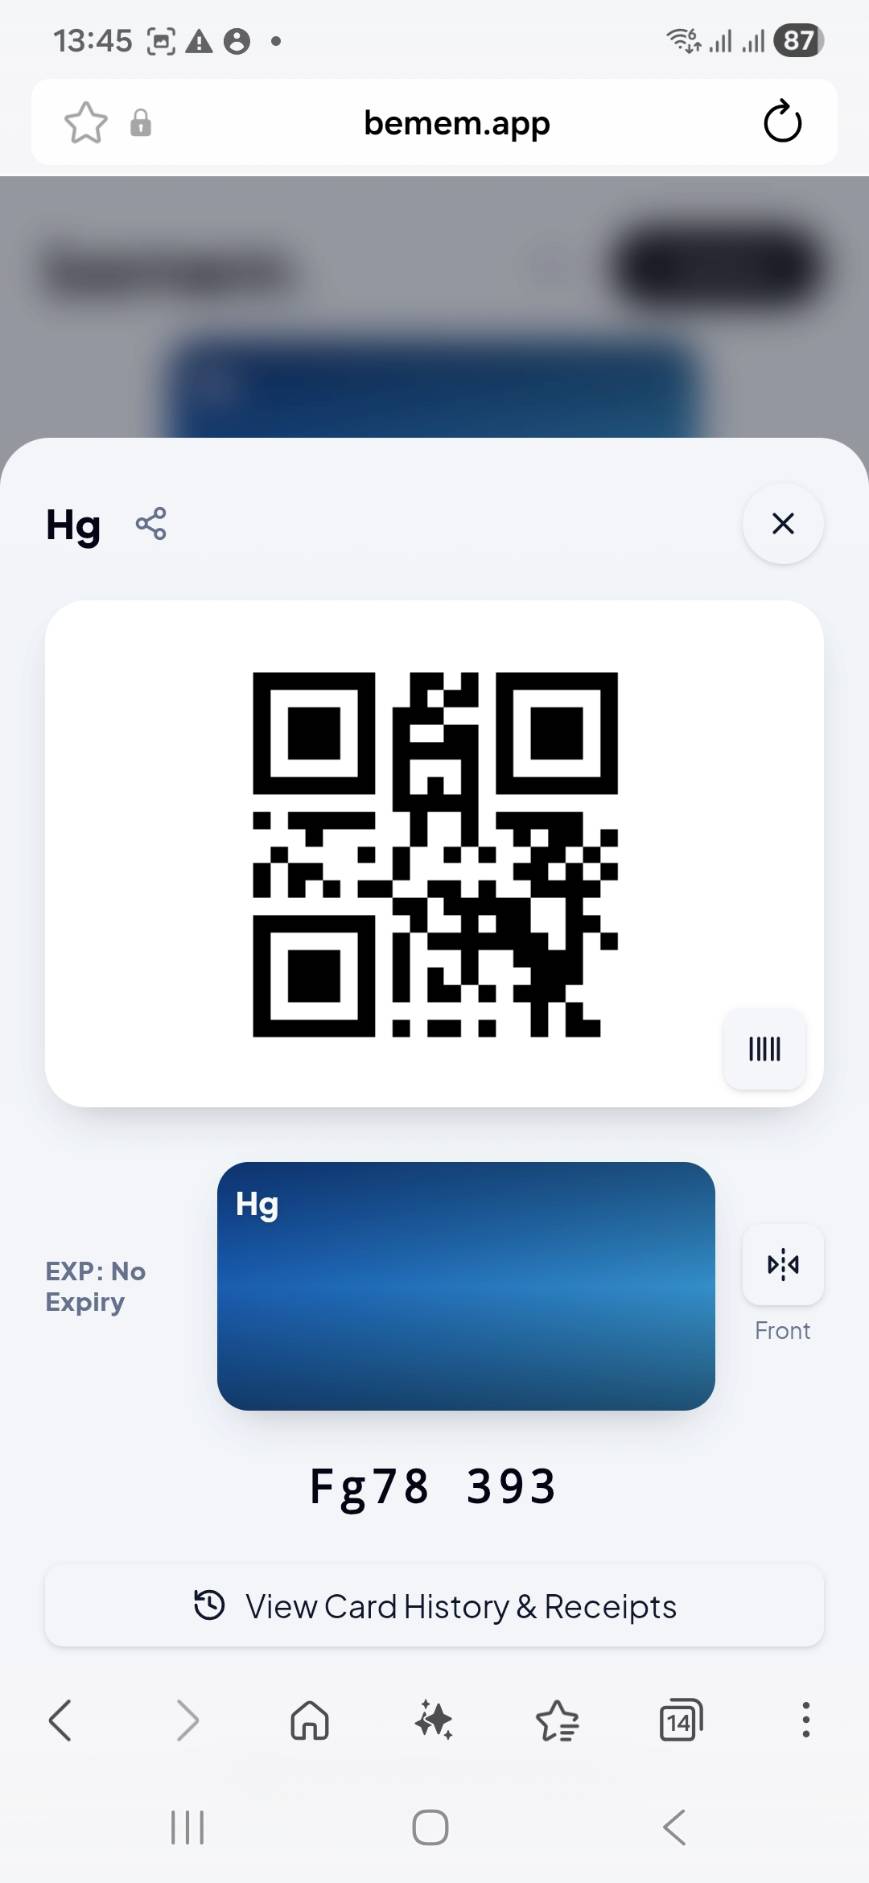 13:45
87
bemem.app
Hg
Hg
EXP: No
Expiry
Front
Fg78 393
View Card History & Receipts
14